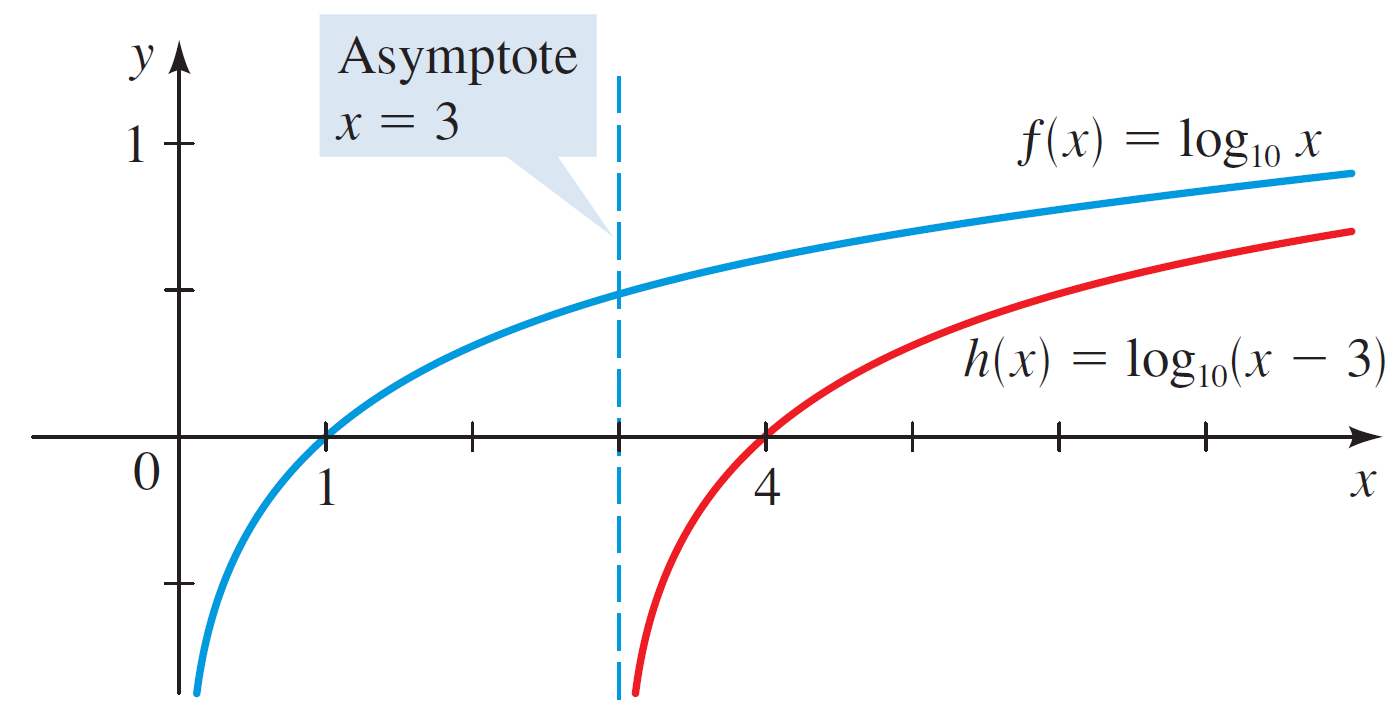 y
Asymptote
x = 3
1
f(x) = log₁₀ x
h(x) = log₁₀(x − 3)
0
1
4
x